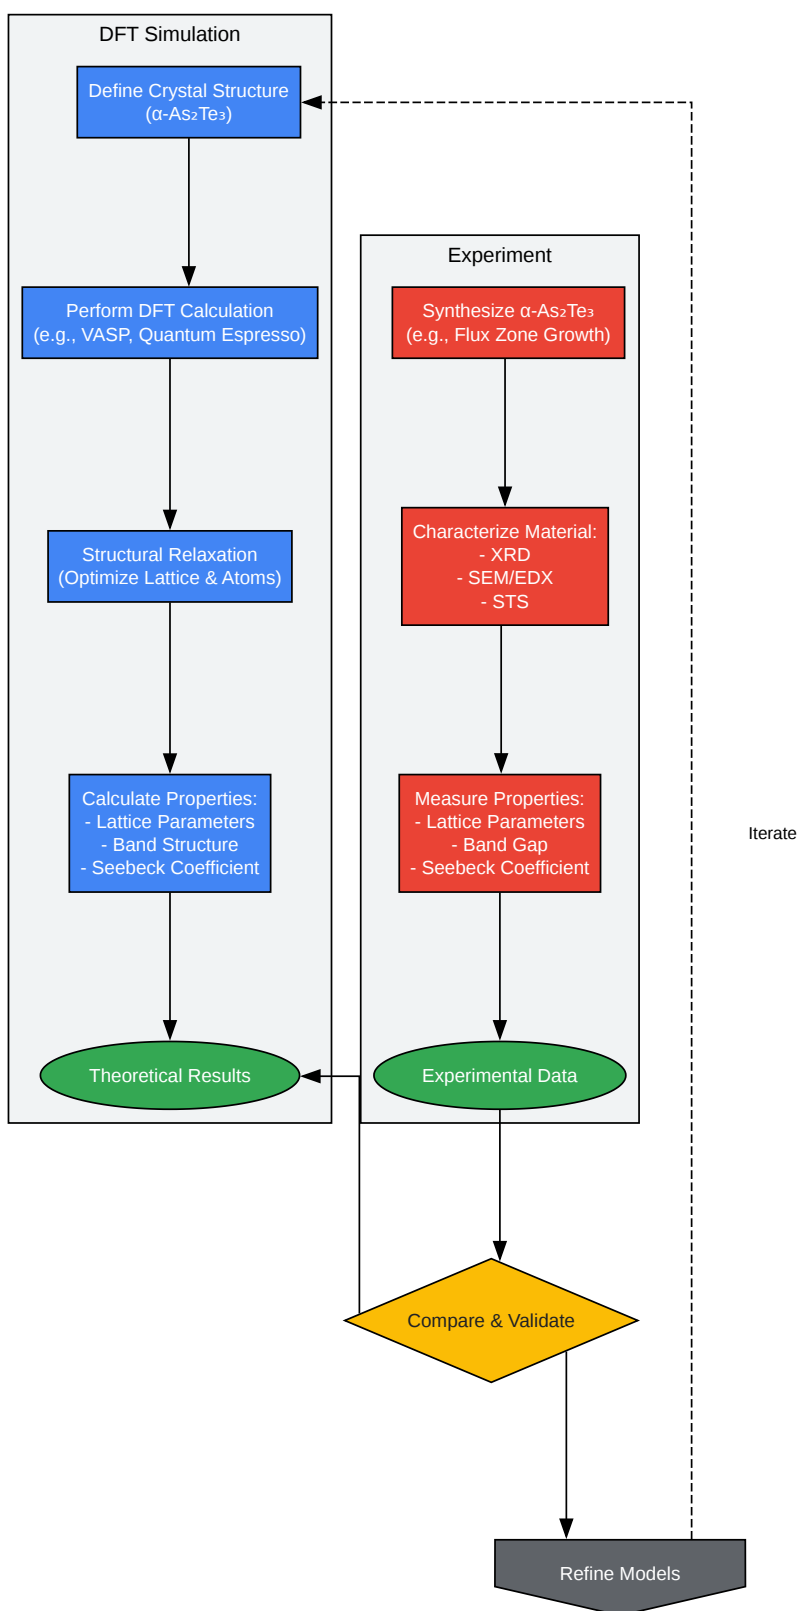 DFT Simulation
Define Crystal Structure
(α-As₂Te₃)
Perform DFT Calculation
(e.g., VASP, Quantum Espresso)
Structural Relaxation
(Optimize Lattice & Atoms)
Calculate Properties:
- Lattice Parameters
- Band Structure
- Seebeck Coefficient
Theoretical Results
Experiment
Synthesize α-As₂Te₃
(e.g., Flux Zone Growth)
Characterize Material:
- XRD
- SEM/EDX
- STS
Measure Properties:
- Lattice Parameters
- Band Gap
- Seebeck Coefficient
Experimental Data
Compare & Validate
Refine Models
Iterate